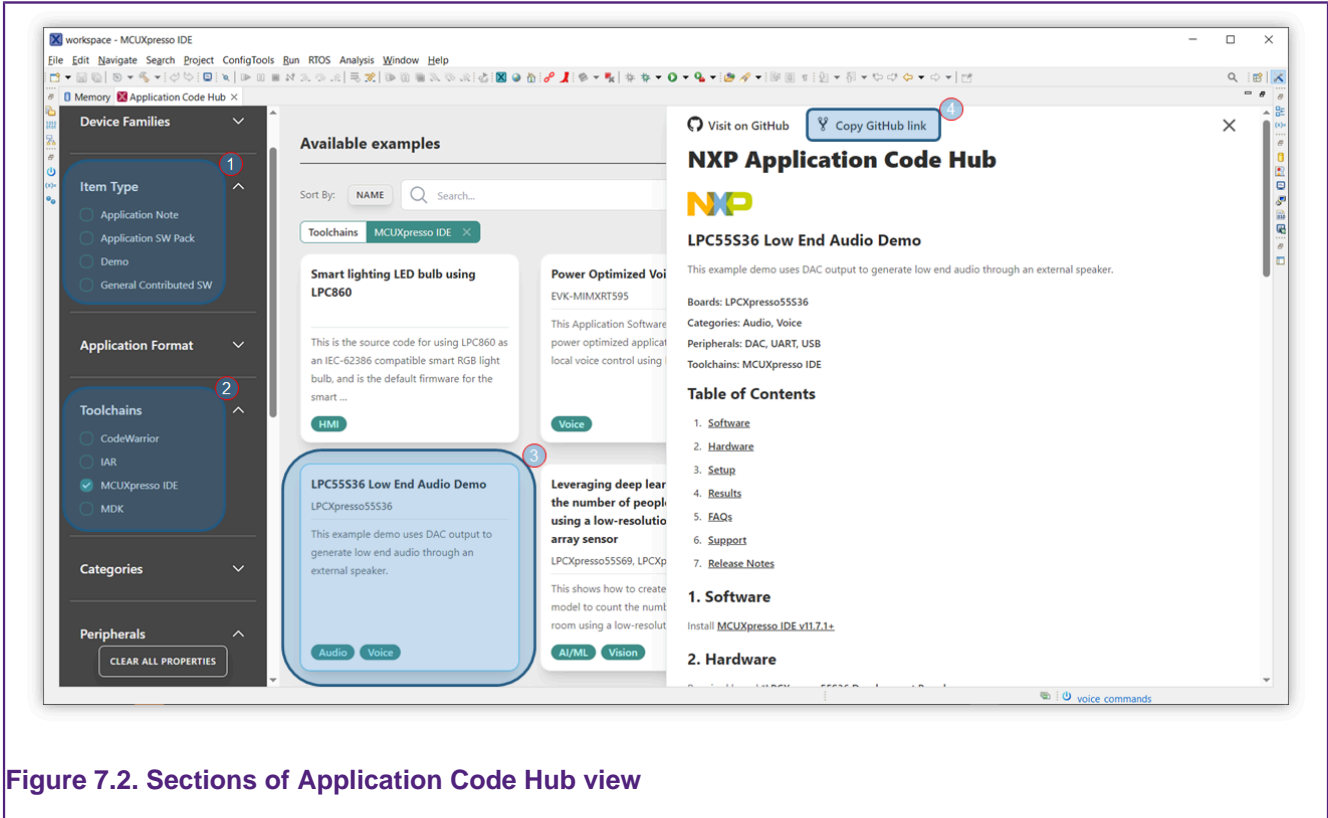 workspace - MCUXpresso IDE
File Edit Navigate Search Project ConfigTools Run RTOS Analysis Window Help
Memory Application Code Hub
Device Families
1
Item Type
Application Note
Application SW Pack
Demo
General Contributed SW
Application Format
2
Toolchains
CodeWarrior
IAR
MCUXpresso IDE
MDK
Categories
Peripherals
CLEAR ALL PROPERTIES
Available examples
Sort By: NAME Search...
Toolchains MCUXpresso IDE
Smart lighting LED bulb using
LPC860
This is the source code for using LPC860 as
an IEC-62386 compatible smart RGB light
bulb, and is the default firmware for the
smart ...
HMI
Power Optimized Voi
EVK-MIMXRT595
This Application Software
power optimized applicat
local voice control using
Voice
3
LPC55S36 Low End Audio Demo
LPCXpresso55S36
This example demo uses DAC output to
generate low end audio through an
external speaker.
Audio Voice
Leveraging deep lear
the number of people
using a low-resolutio
array sensor
LPCXpresso55S69, LPCXp
This shows how to create
model to count the numb
room using a low-resolut
AI/ML Vision
4
Visit on GitHub Copy GitHub link
NXP Application Code Hub
NXP
LPC55S36 Low End Audio Demo
This example demo uses DAC output to generate low end audio through an external speaker.
Boards: LPCXpresso55S36
Categories: Audio, Voice
Peripherals: DAC, UART, USB
Toolchains: MCUXpresso IDE
Table of Contents
1. Software
2. Hardware
3. Setup
4. Results
5. FAQs
6. Support
7. Release Notes
1. Software
Install MCUXpresso IDE v11.7.1+
2. Hardware
voice commands
Figure 7.2. Sections of Application Code Hub view